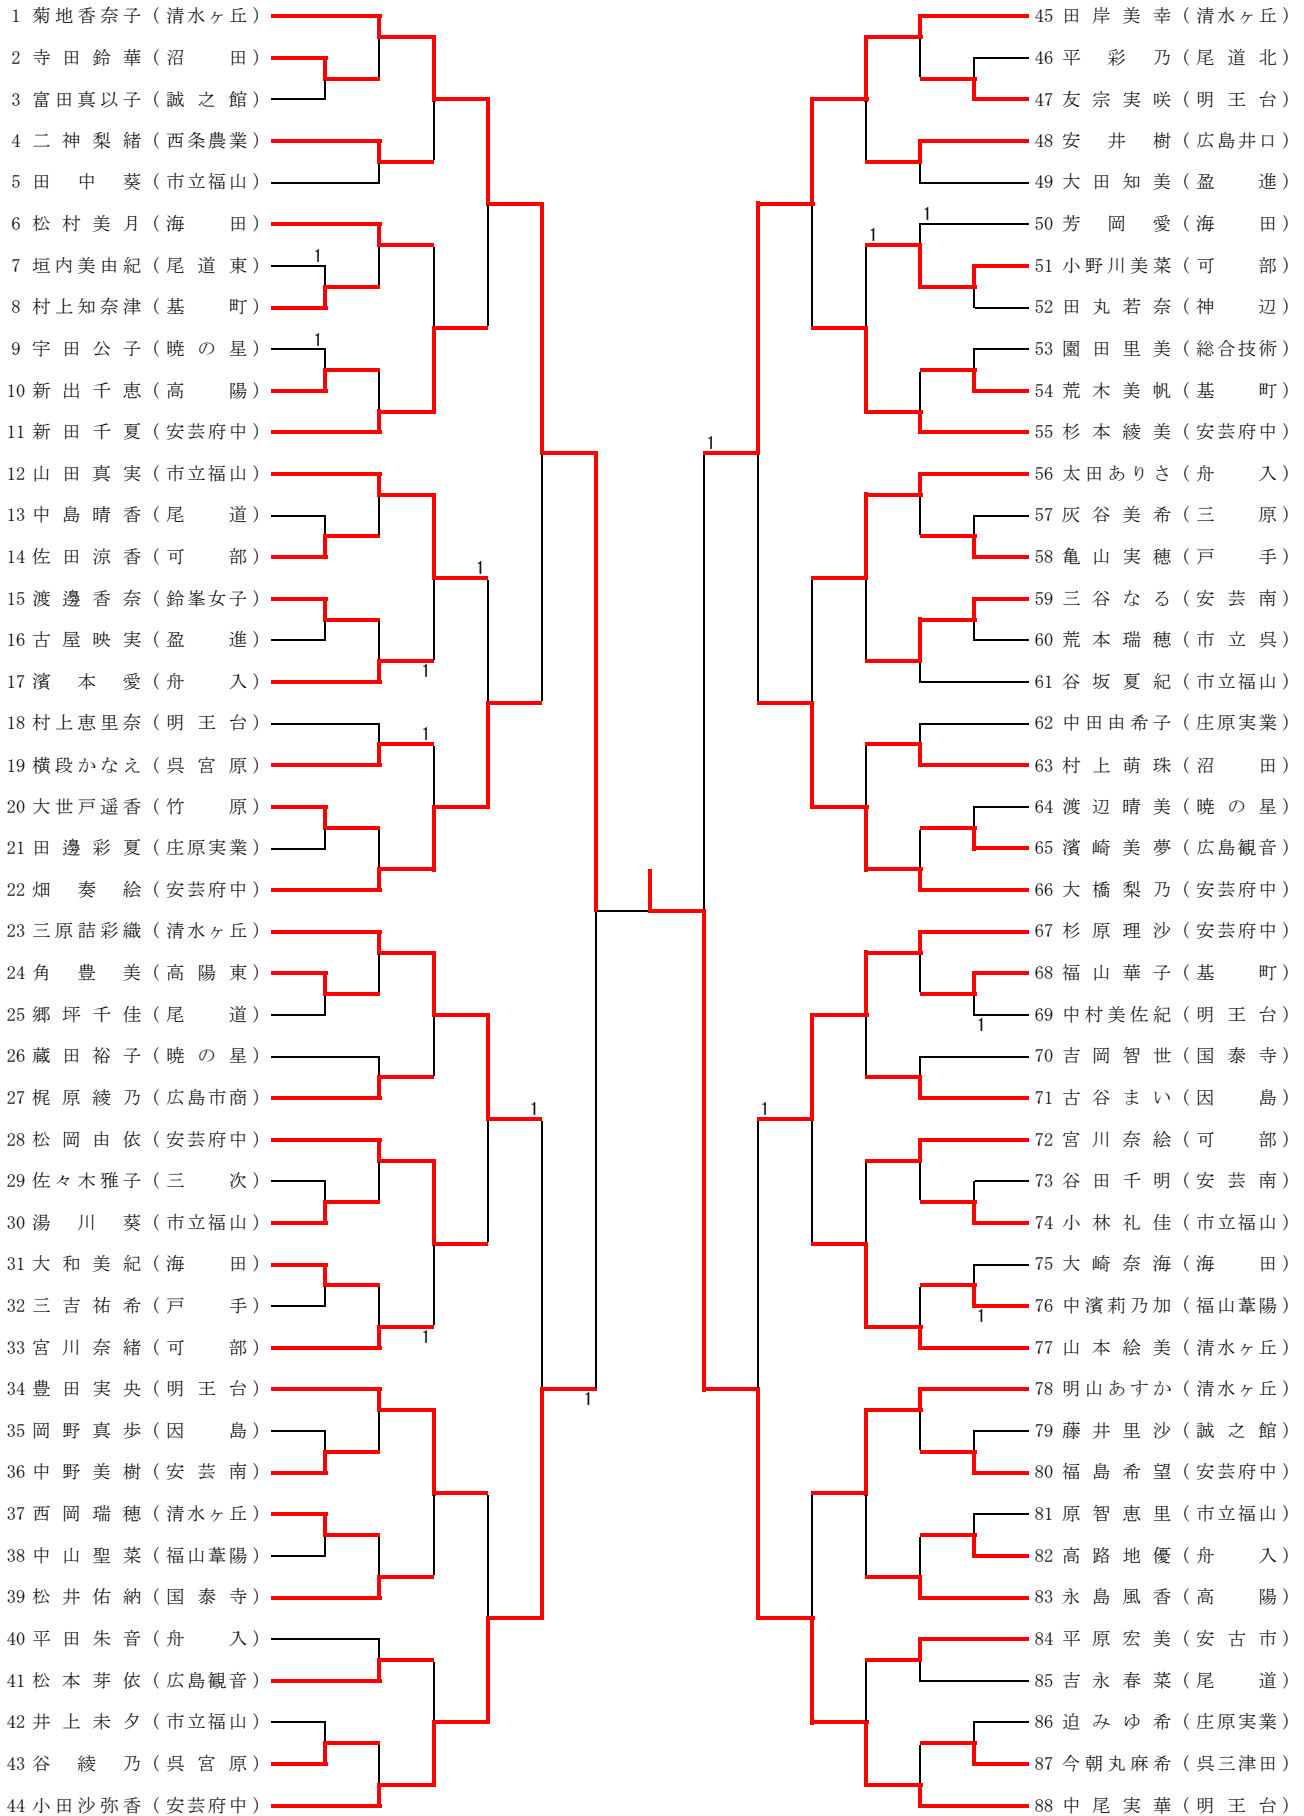 1 菊地香奈子（清水ヶ丘）
2 寺田鈴華（沼田）
3 富田真以子（誠之館）
4 二神梨緒（西条農業）
5 田中葵（市立福山）
6 松村美月（海田）
1
7 垣内美由紀（尾道東）
8 村上知奈津（基町）
1
9 宇田公子（暁の星）
10 新出千恵（高陽）
11 新田千夏（安芸府中）
12 山田真実（市立福山）
13 中島晴香（尾道）
14 佐田涼香（可部）
1
15 渡邊香奈（鈴峯女子）
16 古屋映実（盈進）
1
17 濱本愛（舟入）
18 村上恵里奈（明王台）
1
19 横段かなえ（呉宮原）
20 大世戸遥香（竹原）
21 田邊彩夏（庄原実業）
22 畑奏絵（安芸府中）
23 三原詰彩織（清水ヶ丘）
24 角豊美（高陽東）
25 郷坪千佳（尾道）
26 蔵田裕子（暁の星）
27 梶原綾乃（広島市商）
1
28 松岡由依（安芸府中）
29 佐々木雅子（三次）
30 湯川葵（市立福山）
31 大和美紀（海田）
32 三吉祐希（戸手）
1
33 宮川奈緒（可部）
34 豊田実央（明王台）
1
35 岡野真歩（因島）
36 中野美樹（安芸南）
37 西岡瑞穂（清水ヶ丘）
38 中山聖菜（福山葦陽）
39 松井佑納（国泰寺）
40 平田朱音（舟入）
41 松本芽依（広島観音）
42 井上未夕（市立福山）
43 谷綾乃（呉宮原）
44 小田沙弥香（安芸府中）
45 田岸美幸（清水ヶ丘）
46 平彩乃（尾道北）
47 友宗実咲（明王台）
48 安井樹（広島井口）
49 大田知美（盈進）
1
50 芳岡愛（海田）
1
51 小野川美菜（可部）
52 田丸若奈（神辺）
53 園田里美（総合技術）
54 荒木美帆（基町）
55 杉本綾美（安芸府中）
1
56 太田ありさ（舟入）
57 灰谷美希（三原）
58 亀山実穂（戸手）
59 三谷なる（安芸南）
60 荒本瑞穂（市立呉）
61 谷坂夏紀（市立福山）
62 中田由希子（庄原実業）
63 村上萌珠（沼田）
64 渡辺晴美（暁の星）
65 濱崎美夢（広島観音）
66 大橋梨乃（安芸府中）
67 杉原理沙（安芸府中）
68 福山華子（基町）
69 中村美佐紀（明王台）
1
70 吉岡智世（国泰寺）
71 古谷まい（因島）
1
72 宮川奈絵（可部）
73 谷田千明（安芸南）
74 小林礼佳（市立福山）
75 大崎奈海（海田）
76 中濱莉乃加（福山葦陽）
1
77 山本絵美（清水ヶ丘）
78 明山あすか（清水ヶ丘）
79 藤井里沙（誠之館）
80 福島希望（安芸府中）
81 原智恵里（市立福山）
82 高路地優（舟入）
83 永島風香（高陽）
84 平原宏美（安古市）
85 吉永春菜（尾道）
86 迫みゆ希（庄原実業）
87 今朝丸麻希（呉三津田）
88 中尾実華（明王台）